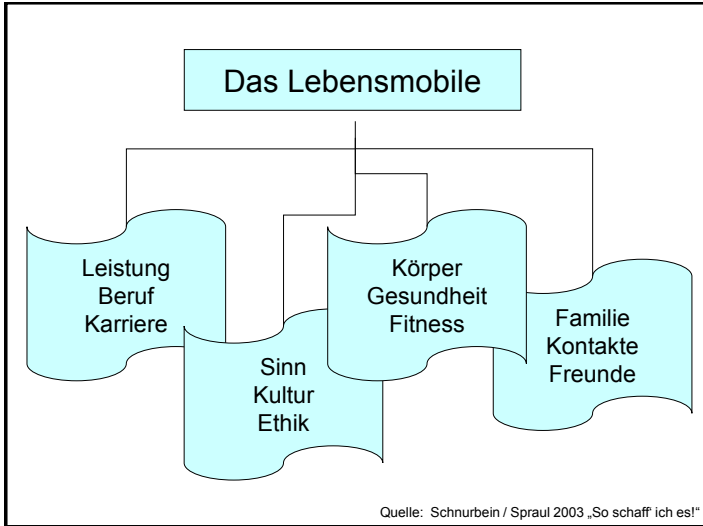 Das Lebensmobile
Leistung
Beruf
Karriere
Sinn
Kultur
Ethik
Körper
Gesundheit
Fitness
Familie
Kontakte
Freunde
Quelle: Schnurbein / Spraul 2003 „So schaff' ich es!“